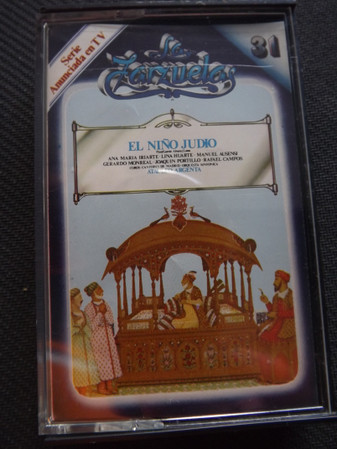 Serie
Anunciada en TV
La
Zarzuela
31
EL NIÑO JUDIO
ANA MARIA IRIARTE · LINA HUARTE · MANUEL AUSENSI
GERARDO MONREAL · JOAQUIN PORTILLO · RAFAEL CAMPOS
ARGENTA